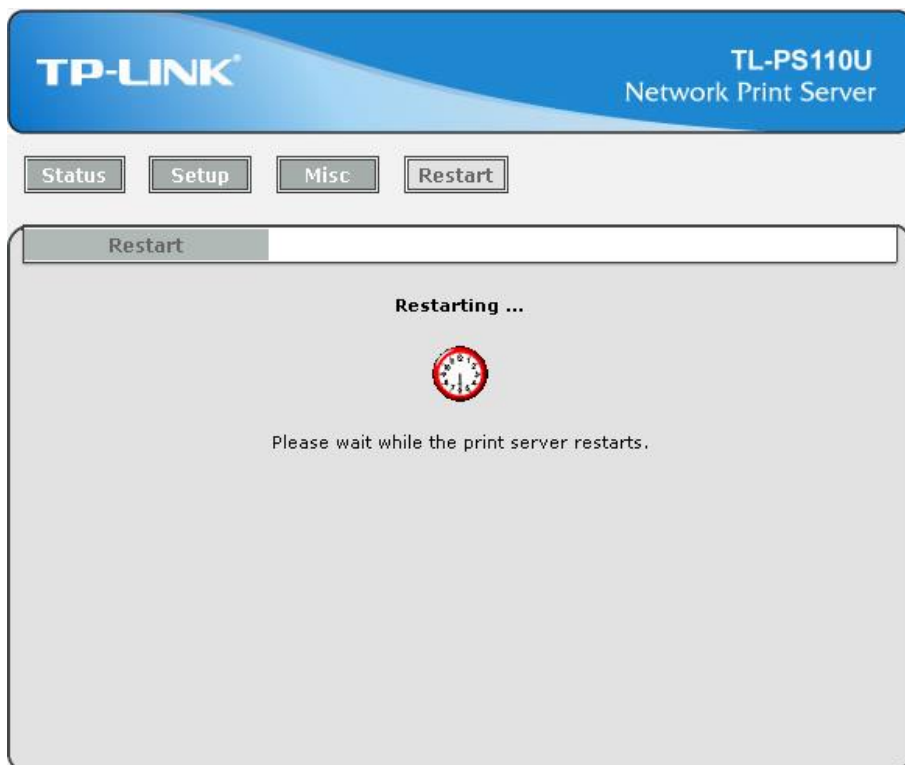 TP-LINK®
TL-PS110U
Network Print Server
Status Setup Misc Restart
Restart
Restarting ...
Please wait while the print server restarts.